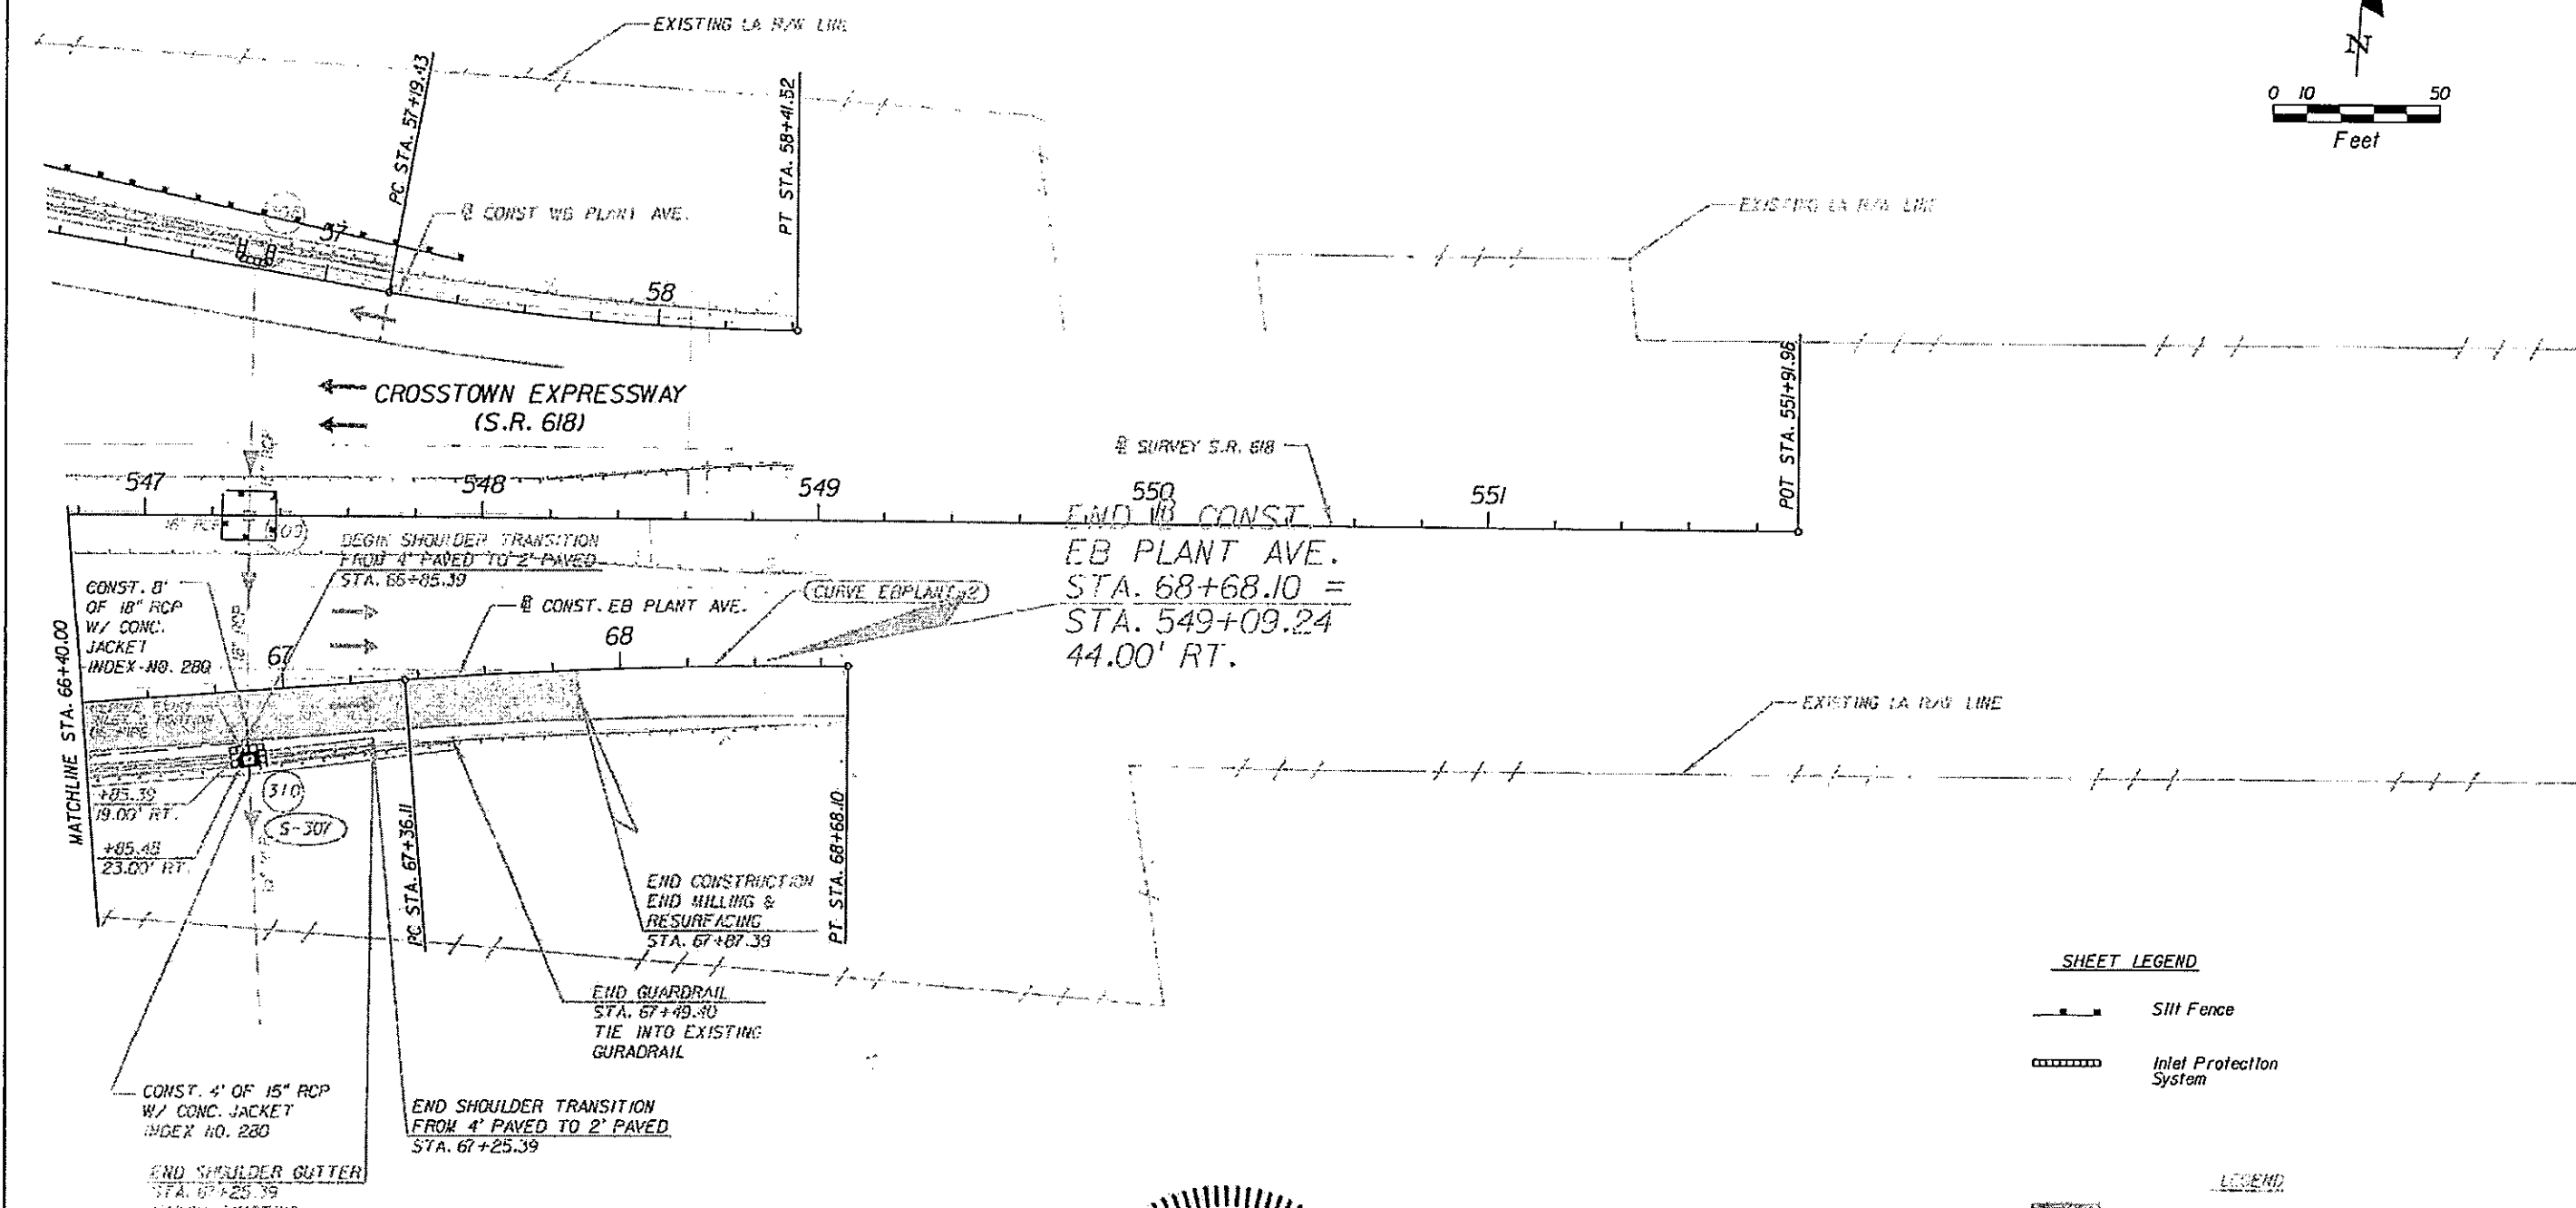 EXISTING LA R/W LINE
N
0 10 50
Feet
PC STA. 57+19.43
PT STA. 58+41.52
57
℄ CONST WB PLANT AVE.
58
EXISTING LA R/W LINE
CROSSTOWN EXPRESSWAY
(S.R. 618)
℄ SURVEY S.R. 618
POT STA. 551+91.96
547
548
549
550
551
END ℄ CONST.
EB PLANT AVE.
STA. 68+68.10 =
STA. 549+09.24
44.00' RT.
BEGIN SHOULDER TRANSITION
FROM 4' PAVED TO 2' PAVED
STA. 66+85.39
CONST. 8'
OF 18" RCP
W/ CONC.
JACKET
INDEX NO. 280
18" RCP
℄ CONST. EB PLANT AVE.
CURVE EBPLANT-2
67
68
MATCHLINE STA. 66+40.00
+85.39
19.00' RT.
310
S-307
+85.48
23.00' RT.
PC STA. 67+36.11
PT STA. 68+68.10
END CONSTRUCTION
END MILLING &
RESURFACING
STA. 67+87.39
EXISTING LA R/W LINE
END GUARDRAIL
STA. 67+49.40
TIE INTO EXISTING
GURADRAIL
CONST. 4' OF 15" RCP
W/ CONC. JACKET
INDEX NO. 280
END SHOULDER TRANSITION
FROM 4' PAVED TO 2' PAVED
STA. 67+25.39
END SHOULDER GUTTER
STA. 67+25.39
SHEET LEGEND
Silt Fence
Inlet Protection
System
LEGEND